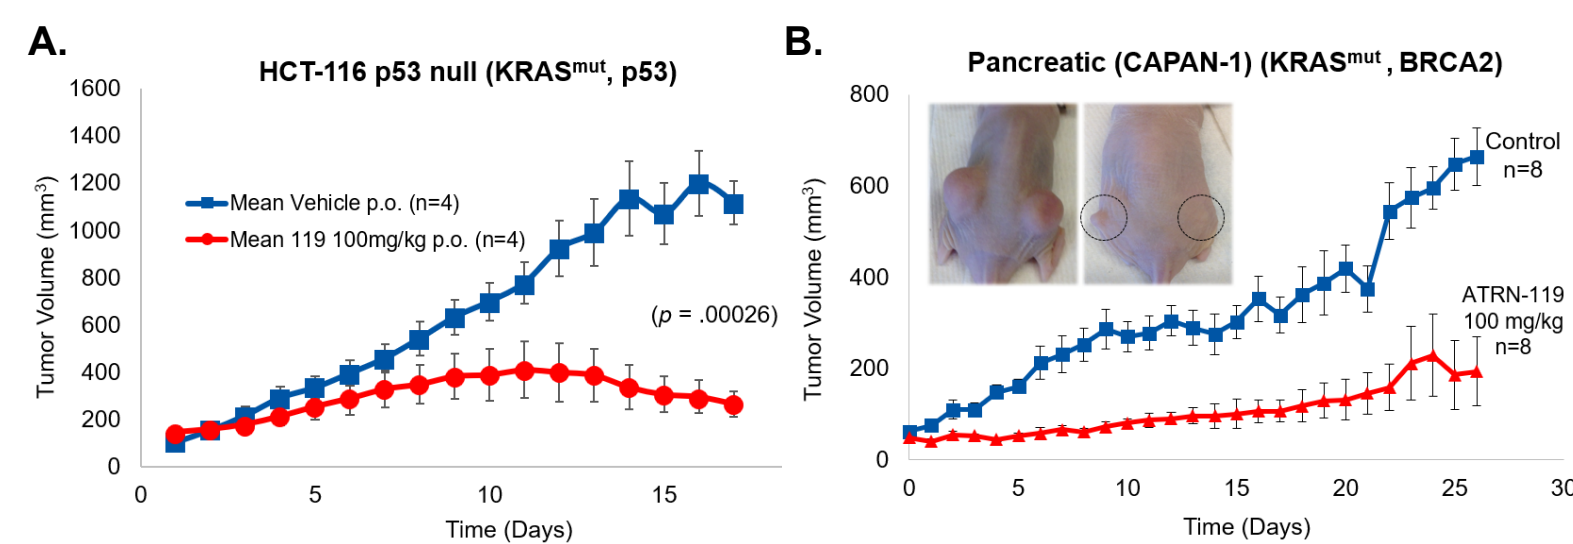 A.
HCT-116 p53 null (KRASmut, p53)
1600
1400
1200
1000
800
600
400
200
0
Tumor Volume (mm3)
Mean Vehicle p.o. (n=4)
Mean 119 100mg/kg p.o. (n=4)
(p = .00026)
0
5
10
15
Time (Days)
B.
Pancreatic (CAPAN-1) (KRASmut , BRCA2)
800
600
400
200
0
Tumor Volume (mm3)
Control
n=8
ATRN-119
100 mg/kg
n=8
0
5
10
15
20
25
30
Time (Days)